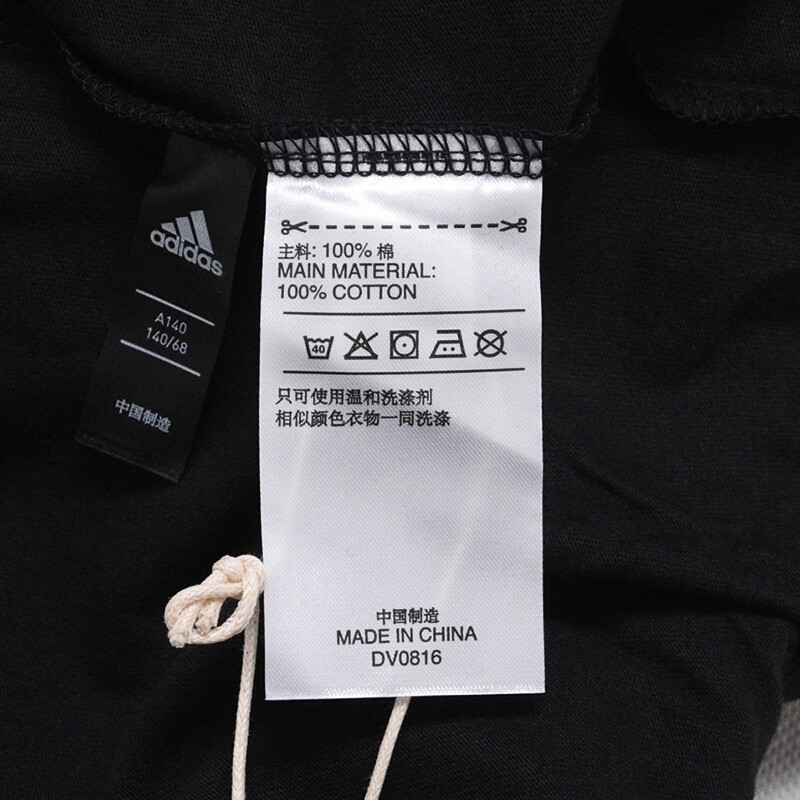 adidas
A140
140/68
中国制造
主料: 100% 棉
MAIN MATERIAL:
100% COTTON
40
只可使用温和洗涤剂
相似颜色衣物一同洗涤
中国制造
MADE IN CHINA
DV0816